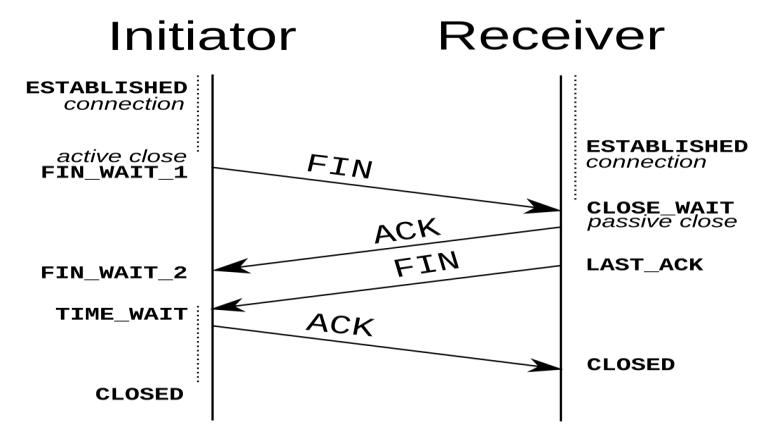 Initiator
Receiver
ESTABLISHED
connection
active close
FIN_WAIT_1
FIN
ESTABLISHED
connection
CLOSE_WAIT
passive close
ACK
FIN
LAST_ACK
FIN_WAIT_2
TIME_WAIT
ACK
CLOSED
CLOSED